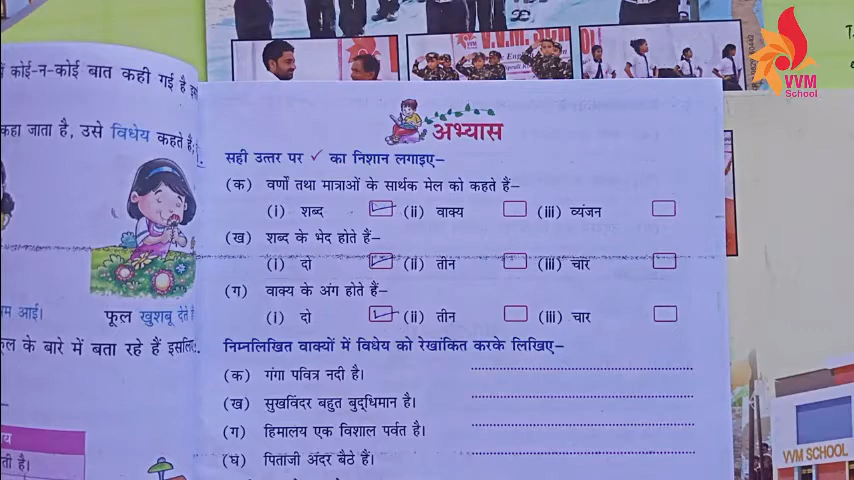 कोई-न-कोई बात कही गई है
कहा जाता है, उसे विधेय कहते हैं,
आई।
फूल खुशबू देते हैं
के बारे में बता रहे हैं
ती है।
अभ्यास
सही उत्तर पर ✓ का निशान लगाइए–
(क) वर्णों तथा मात्राओं के सार्थक मेल को कहते हैं–
(i) शब्द (ii) वाक्य (iii) व्यंजन
(ख) शब्द के भेद होते हैं–
(i) दो (ii) तीन (iii) चार
(ग) वाक्य के अंग होते हैं–
(i) दो (ii) तीन (iii) चार
निम्नलिखित वाक्यों में विधेय को रेखांकित करके लिखिए–
(क) गंगा पवित्र नदी है।
(ख) सुखविंदर बहुत बुद्धिमान है।
(ग) हिमालय एक विशाल पर्वत है।
(घ) पिताजी अंदर बैठे हैं।
VVM
School
VVM SCHOOL